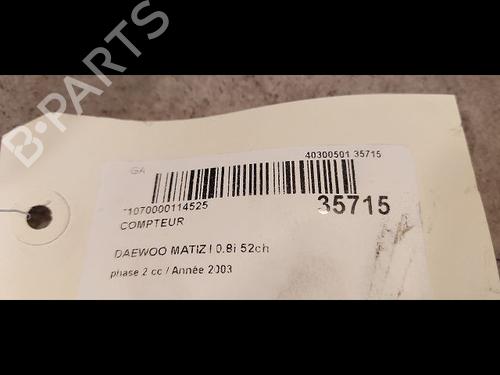 B-PARTS
GA
40300501 35715
-1070000114525
35715
COMPTEUR
DAEWOO MATIZ I 0.8i 52ch
phase 2 cc / Année 2003